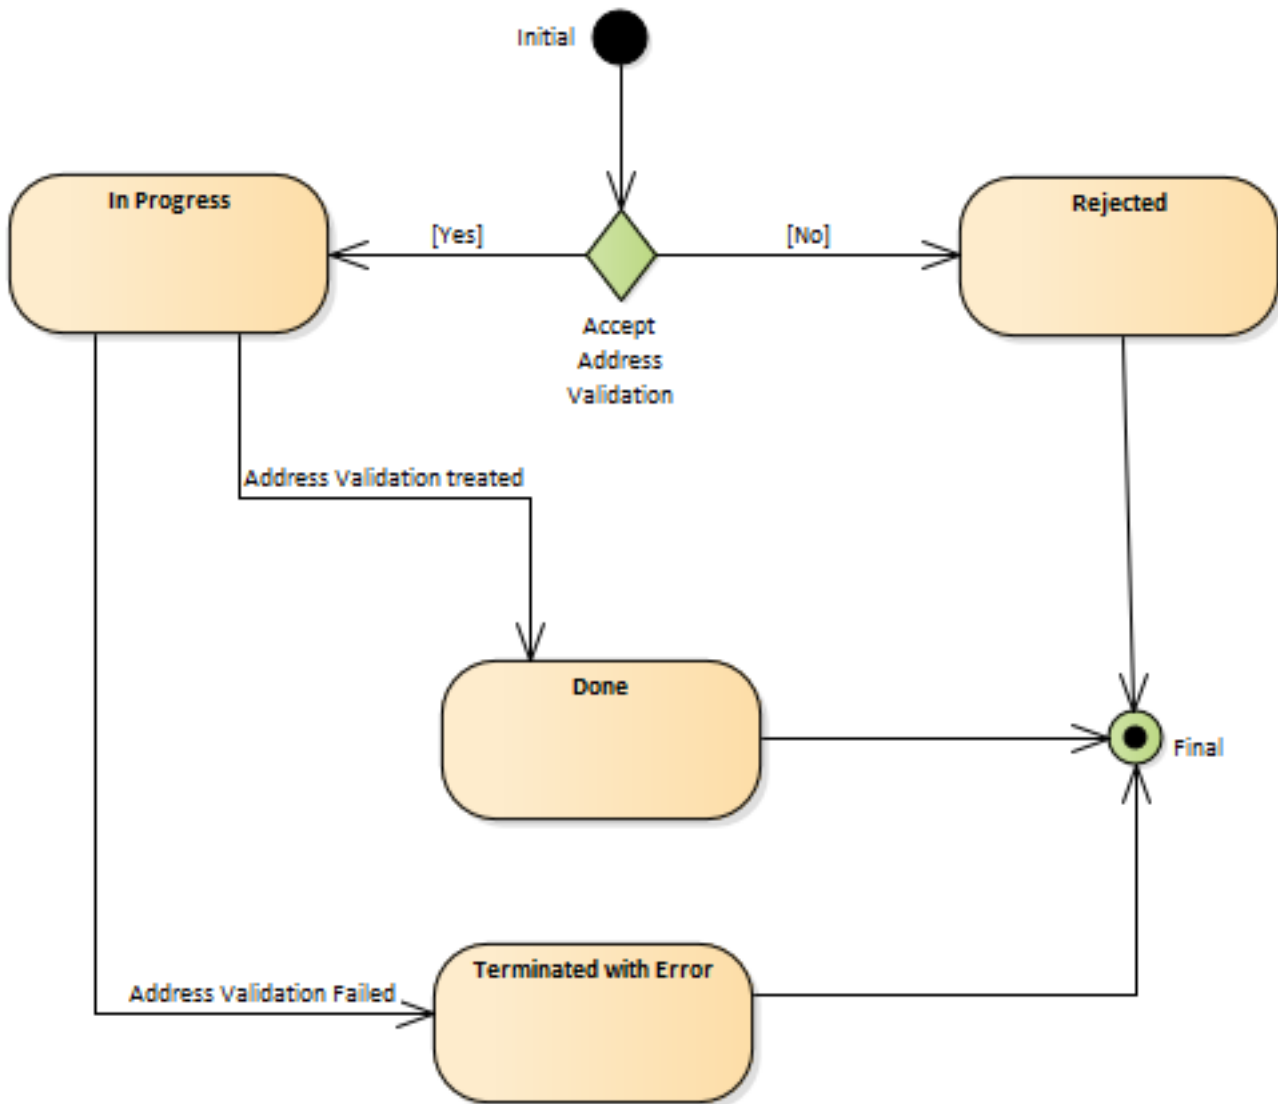 Initial
In Progress
Rejected
[Yes]
[No]
Accept
Address
Validation
Address Validation treated
Done
Final
Terminated with Error
Address Validation Failed